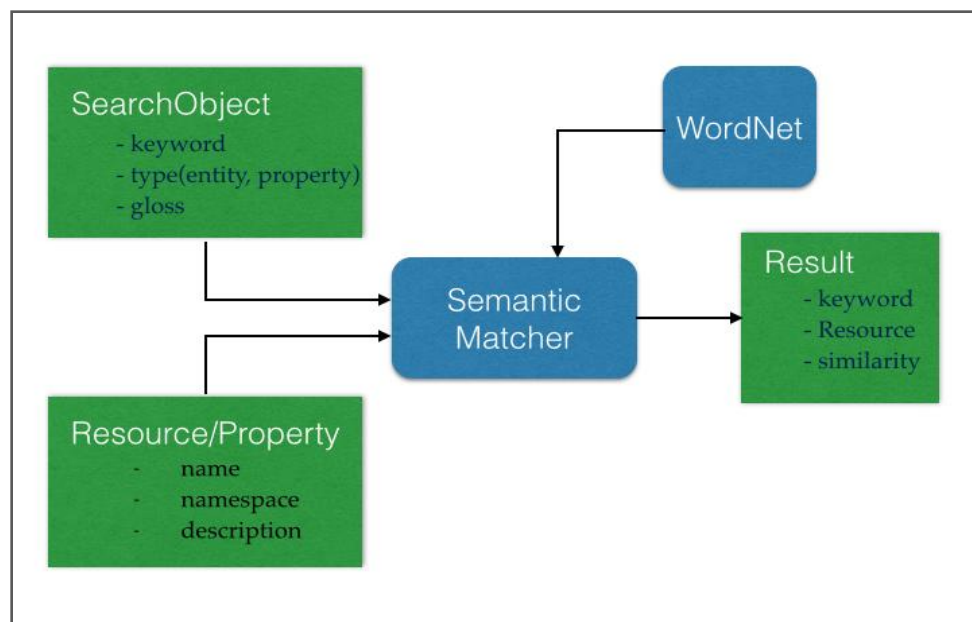 SearchObject
- keyword
- type(entity, property)
- gloss
WordNet
Semantic
Matcher
Result
- keyword
- Resource
- similarity
Resource/Property
- name
- namespace
- description